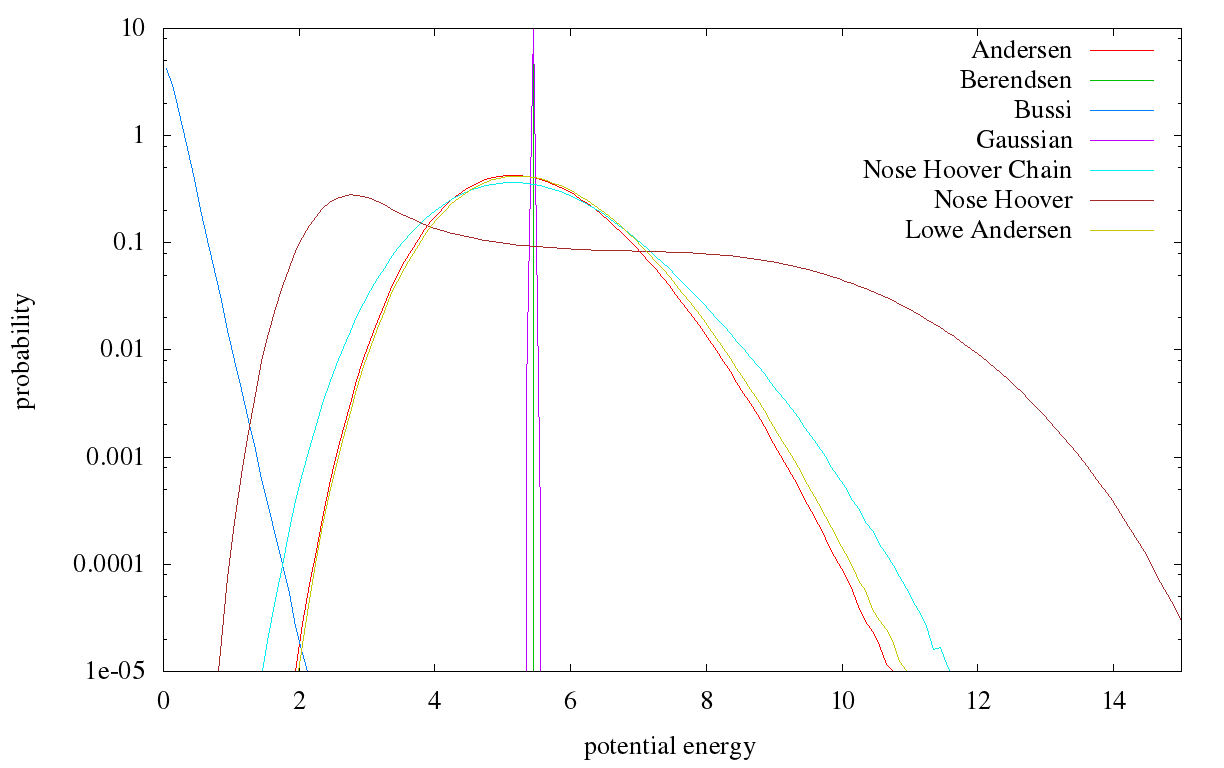 10
1
0.1
0.01
0.001
0.0001
1e-05
probability
Andersen
Berendsen
Bussi
Gaussian
Nose Hoover Chain
Nose Hoover
Lowe Andersen
0 2 4 6 8 10 12 14
potential energy